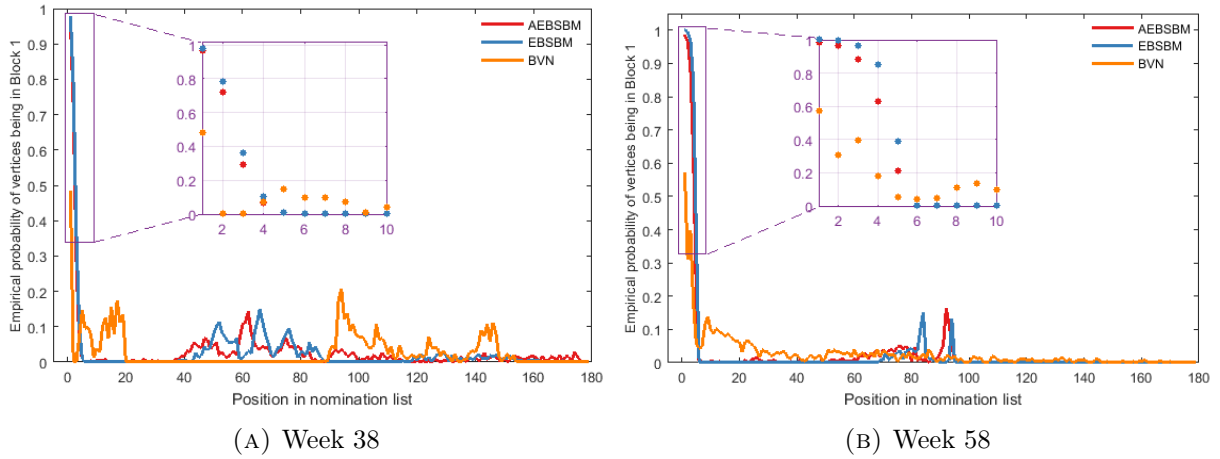 Empirical probability of vertices being in Block 1
1
0.9
0.8
0.7
0.6
0.5
0.4
0.3
0.2
0.1
0
0 20 40 60 80 100 120 140 160 180
Position in nomination list
AEBSBM
EBSBM
BVN
1
0.8
0.6
0.4
0.2
0
2 4 6 8 10
(A) Week 38
Empirical probability of vertices being in Block 1
1
0.9
0.8
0.7
0.6
0.5
0.4
0.3
0.2
0.1
0
0 20 40 60 80 100 120 140 160 180
Position in nomination list
AEBSBM
EBSBM
BVN
1
0.8
0.6
0.4
0.2
0
2 4 6 8 10
(B) Week 58